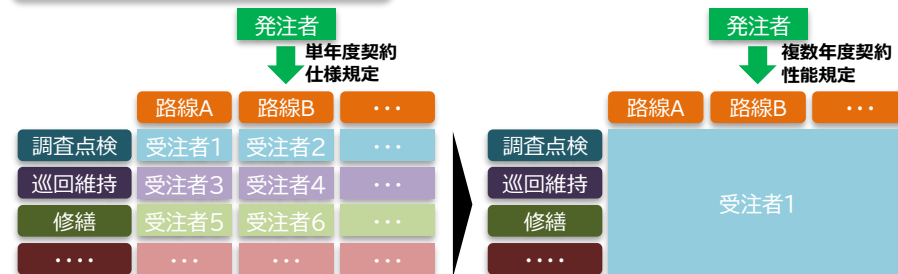 発注者
単年度契約
仕様規定
路線A 路線B ・・・
調査点検 受注者1 受注者2 ・・・
巡回維持 受注者3 受注者4 ・・・
修繕 受注者5 受注者6 ・・・
・・・・ ・・・ ・・・ ・・・
発注者
複数年度契約
性能規定
路線A 路線B ・・・
調査点検
巡回維持
受注者1
修繕
・・・・